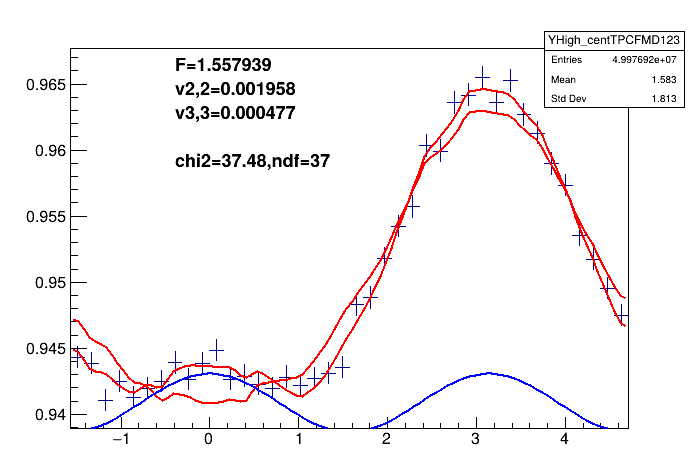 YHigh_centTPCFMD123
Entries 4.997692e+07
Mean 1.583
Std Dev 1.813
F=1.557939
v2,2=0.001958
v3,3=0.000477
chi2=37.48,ndf=37
0.965
0.96
0.955
0.95
0.945
0.94
−1 0 1 2 3 4